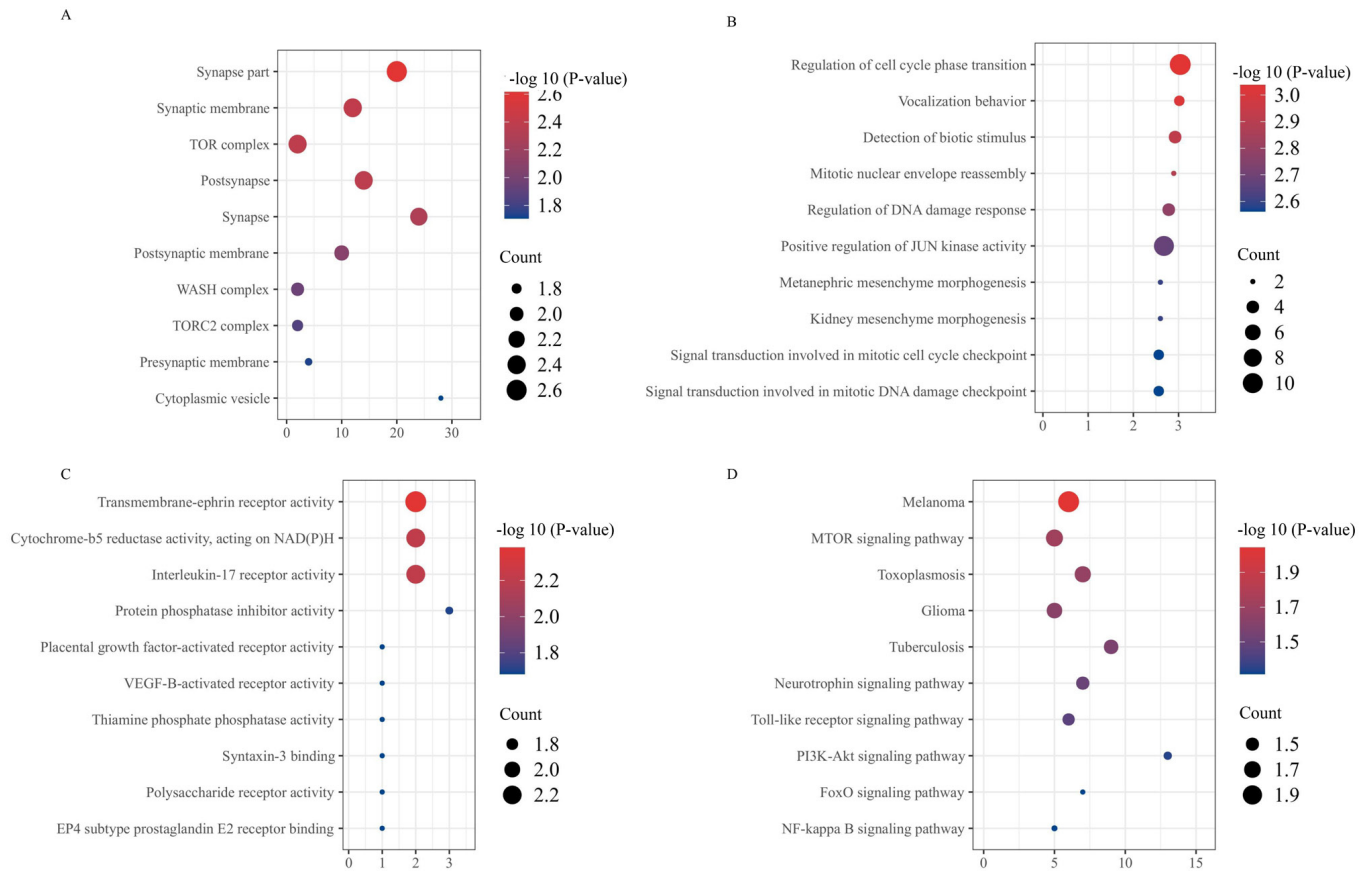 A
Synapse part
Synaptic membrane
TOR complex
Postsynapse
Synapse
Postsynaptic membrane
WASH complex
TORC2 complex
Presynaptic membrane
Cytoplasmic vesicle
0 10 20 30
-log 10 (P-value)
2.6
2.4
2.2
2.0
1.8
Count
1.8
2.0
2.2
2.4
2.6
B
Regulation of cell cycle phase transition
Vocalization behavior
Detection of biotic stimulus
Mitotic nuclear envelope reassembly
Regulation of DNA damage response
Positive regulation of JUN kinase activity
Metanephric mesenchyme morphogenesis
Kidney mesenchyme morphogenesis
Signal transduction involved in mitotic cell cycle checkpoint
Signal transduction involved in mitotic DNA damage checkpoint
0 1 2 3
-log 10 (P-value)
3.0
2.9
2.8
2.7
2.6
Count
2
4
6
8
10
C
Transmembrane-ephrin receptor activity
Cytochrome-b5 reductase activity, acting on NAD(P)H
Interleukin-17 receptor activity
Protein phosphatase inhibitor activity
Placental growth factor-activated receptor activity
VEGF-B-activated receptor activity
Thiamine phosphate phosphatase activity
Syntaxin-3 binding
Polysaccharide receptor activity
EP4 subtype prostaglandin E2 receptor binding
0 1 2 3
-log 10 (P-value)
2.2
2.0
1.8
Count
1.8
2.0
2.2
D
Melanoma
MTOR signaling pathway
Toxoplasmosis
Glioma
Tuberculosis
Neurotrophin signaling pathway
Toll-like receptor signaling pathway
PI3K-Akt signaling pathway
FoxO signaling pathway
NF-kappa B signaling pathway
0 5 10 15
-log 10 (P-value)
1.9
1.7
1.5
Count
1.5
1.7
1.9